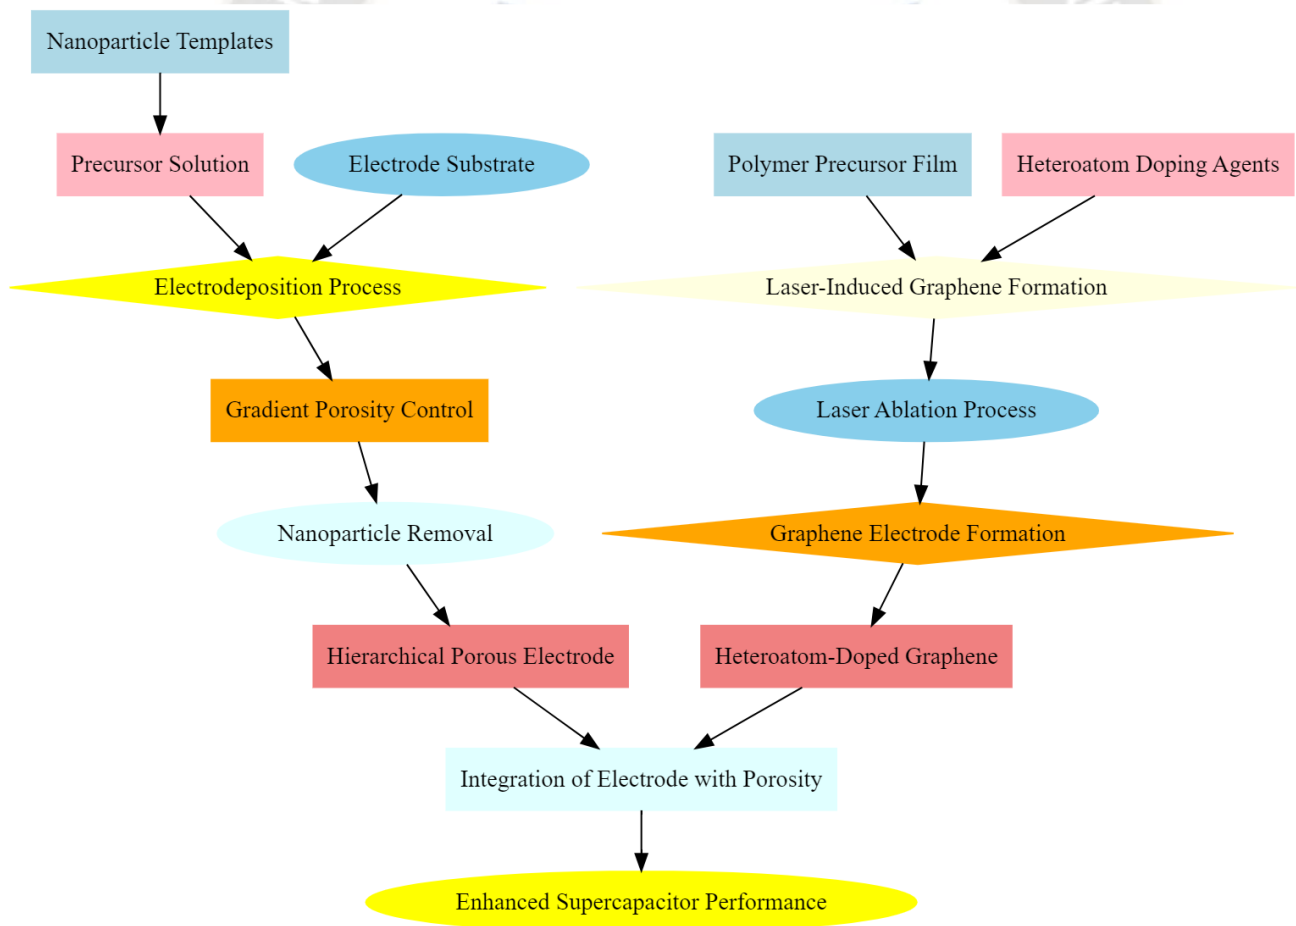 Nanoparticle Templates
Precursor Solution
Electrode Substrate
Polymer Precursor Film
Heteroatom Doping Agents
Electrodeposition Process
Laser-Induced Graphene Formation
Gradient Porosity Control
Laser Ablation Process
Nanoparticle Removal
Graphene Electrode Formation
Hierarchical Porous Electrode
Heteroatom-Doped Graphene
Integration of Electrode with Porosity
Enhanced Supercapacitor Performance